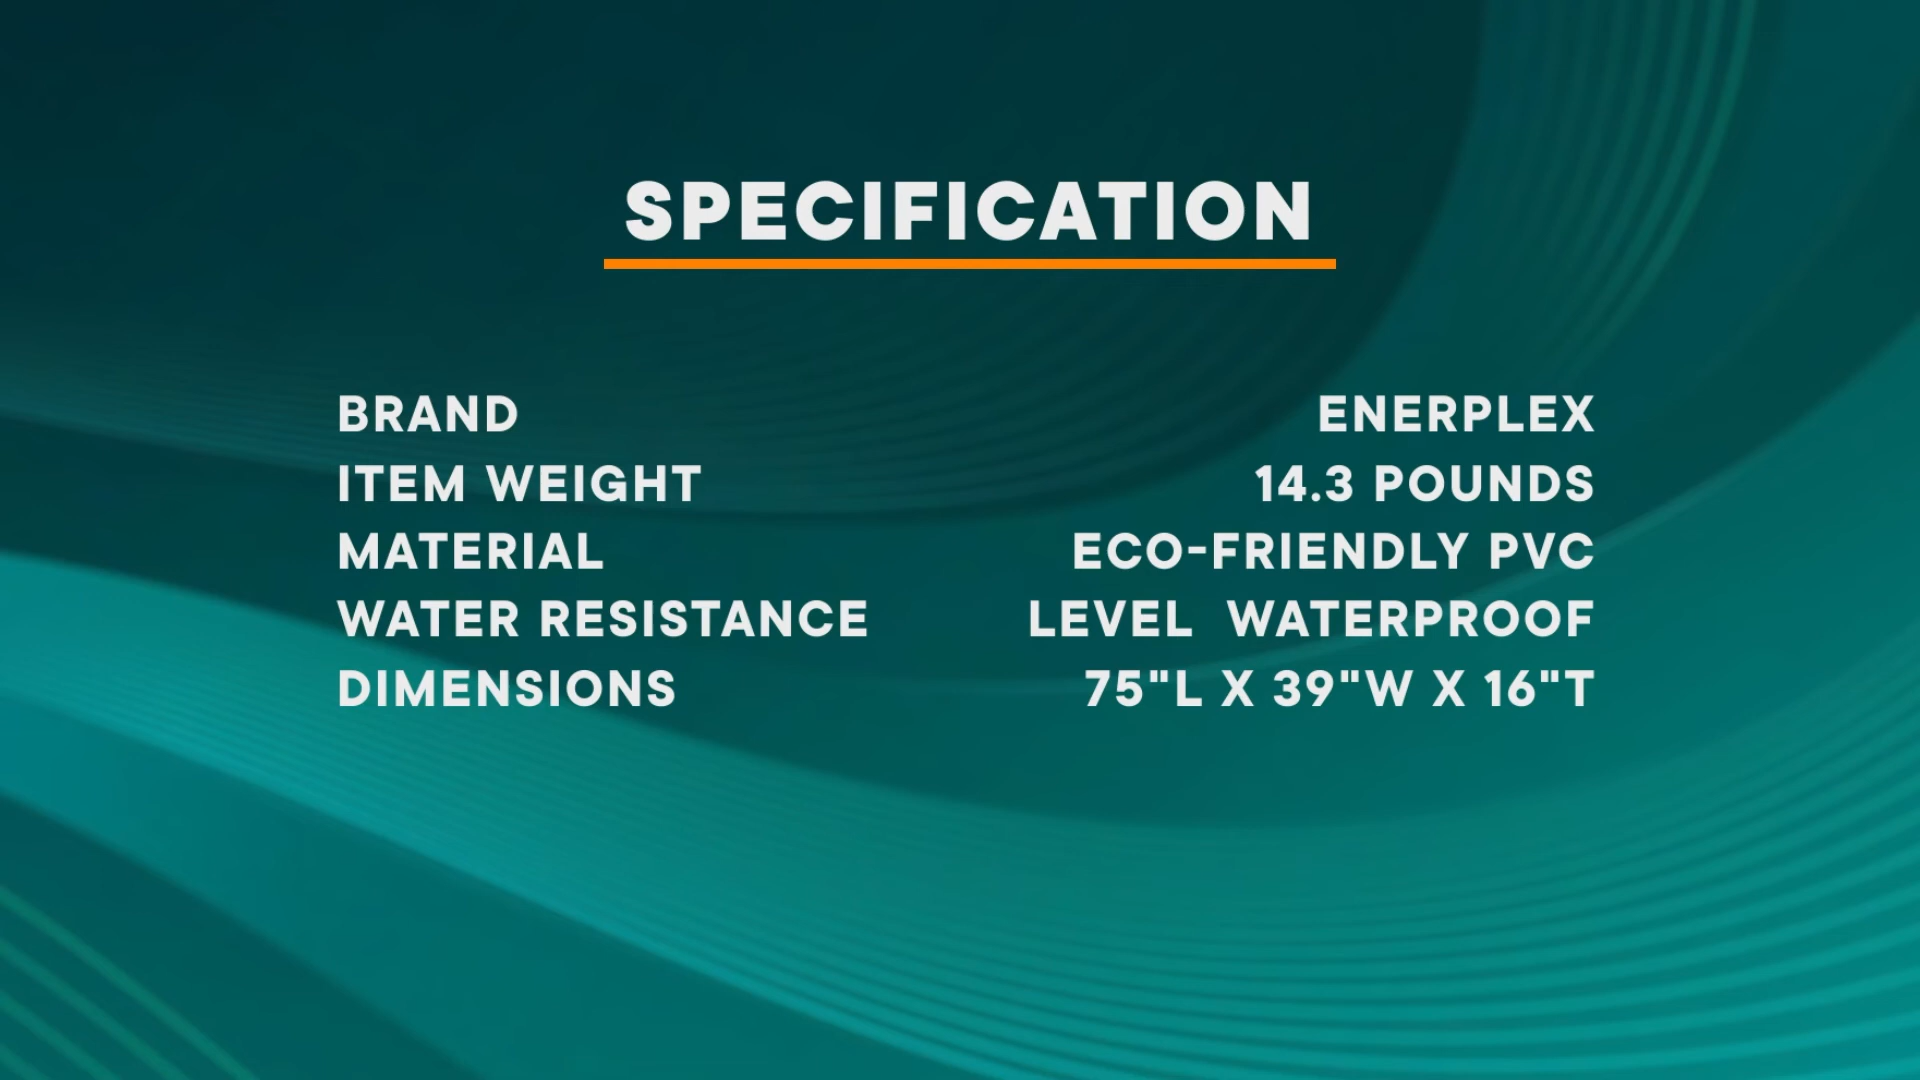 SPECIFICATION
BRAND ENERPLEX
ITEM WEIGHT 14.3 POUNDS
MATERIAL ECO-FRIENDLY PVC
WATER RESISTANCE LEVEL WATERPROOF
DIMENSIONS 75"L X 39"W X 16"T